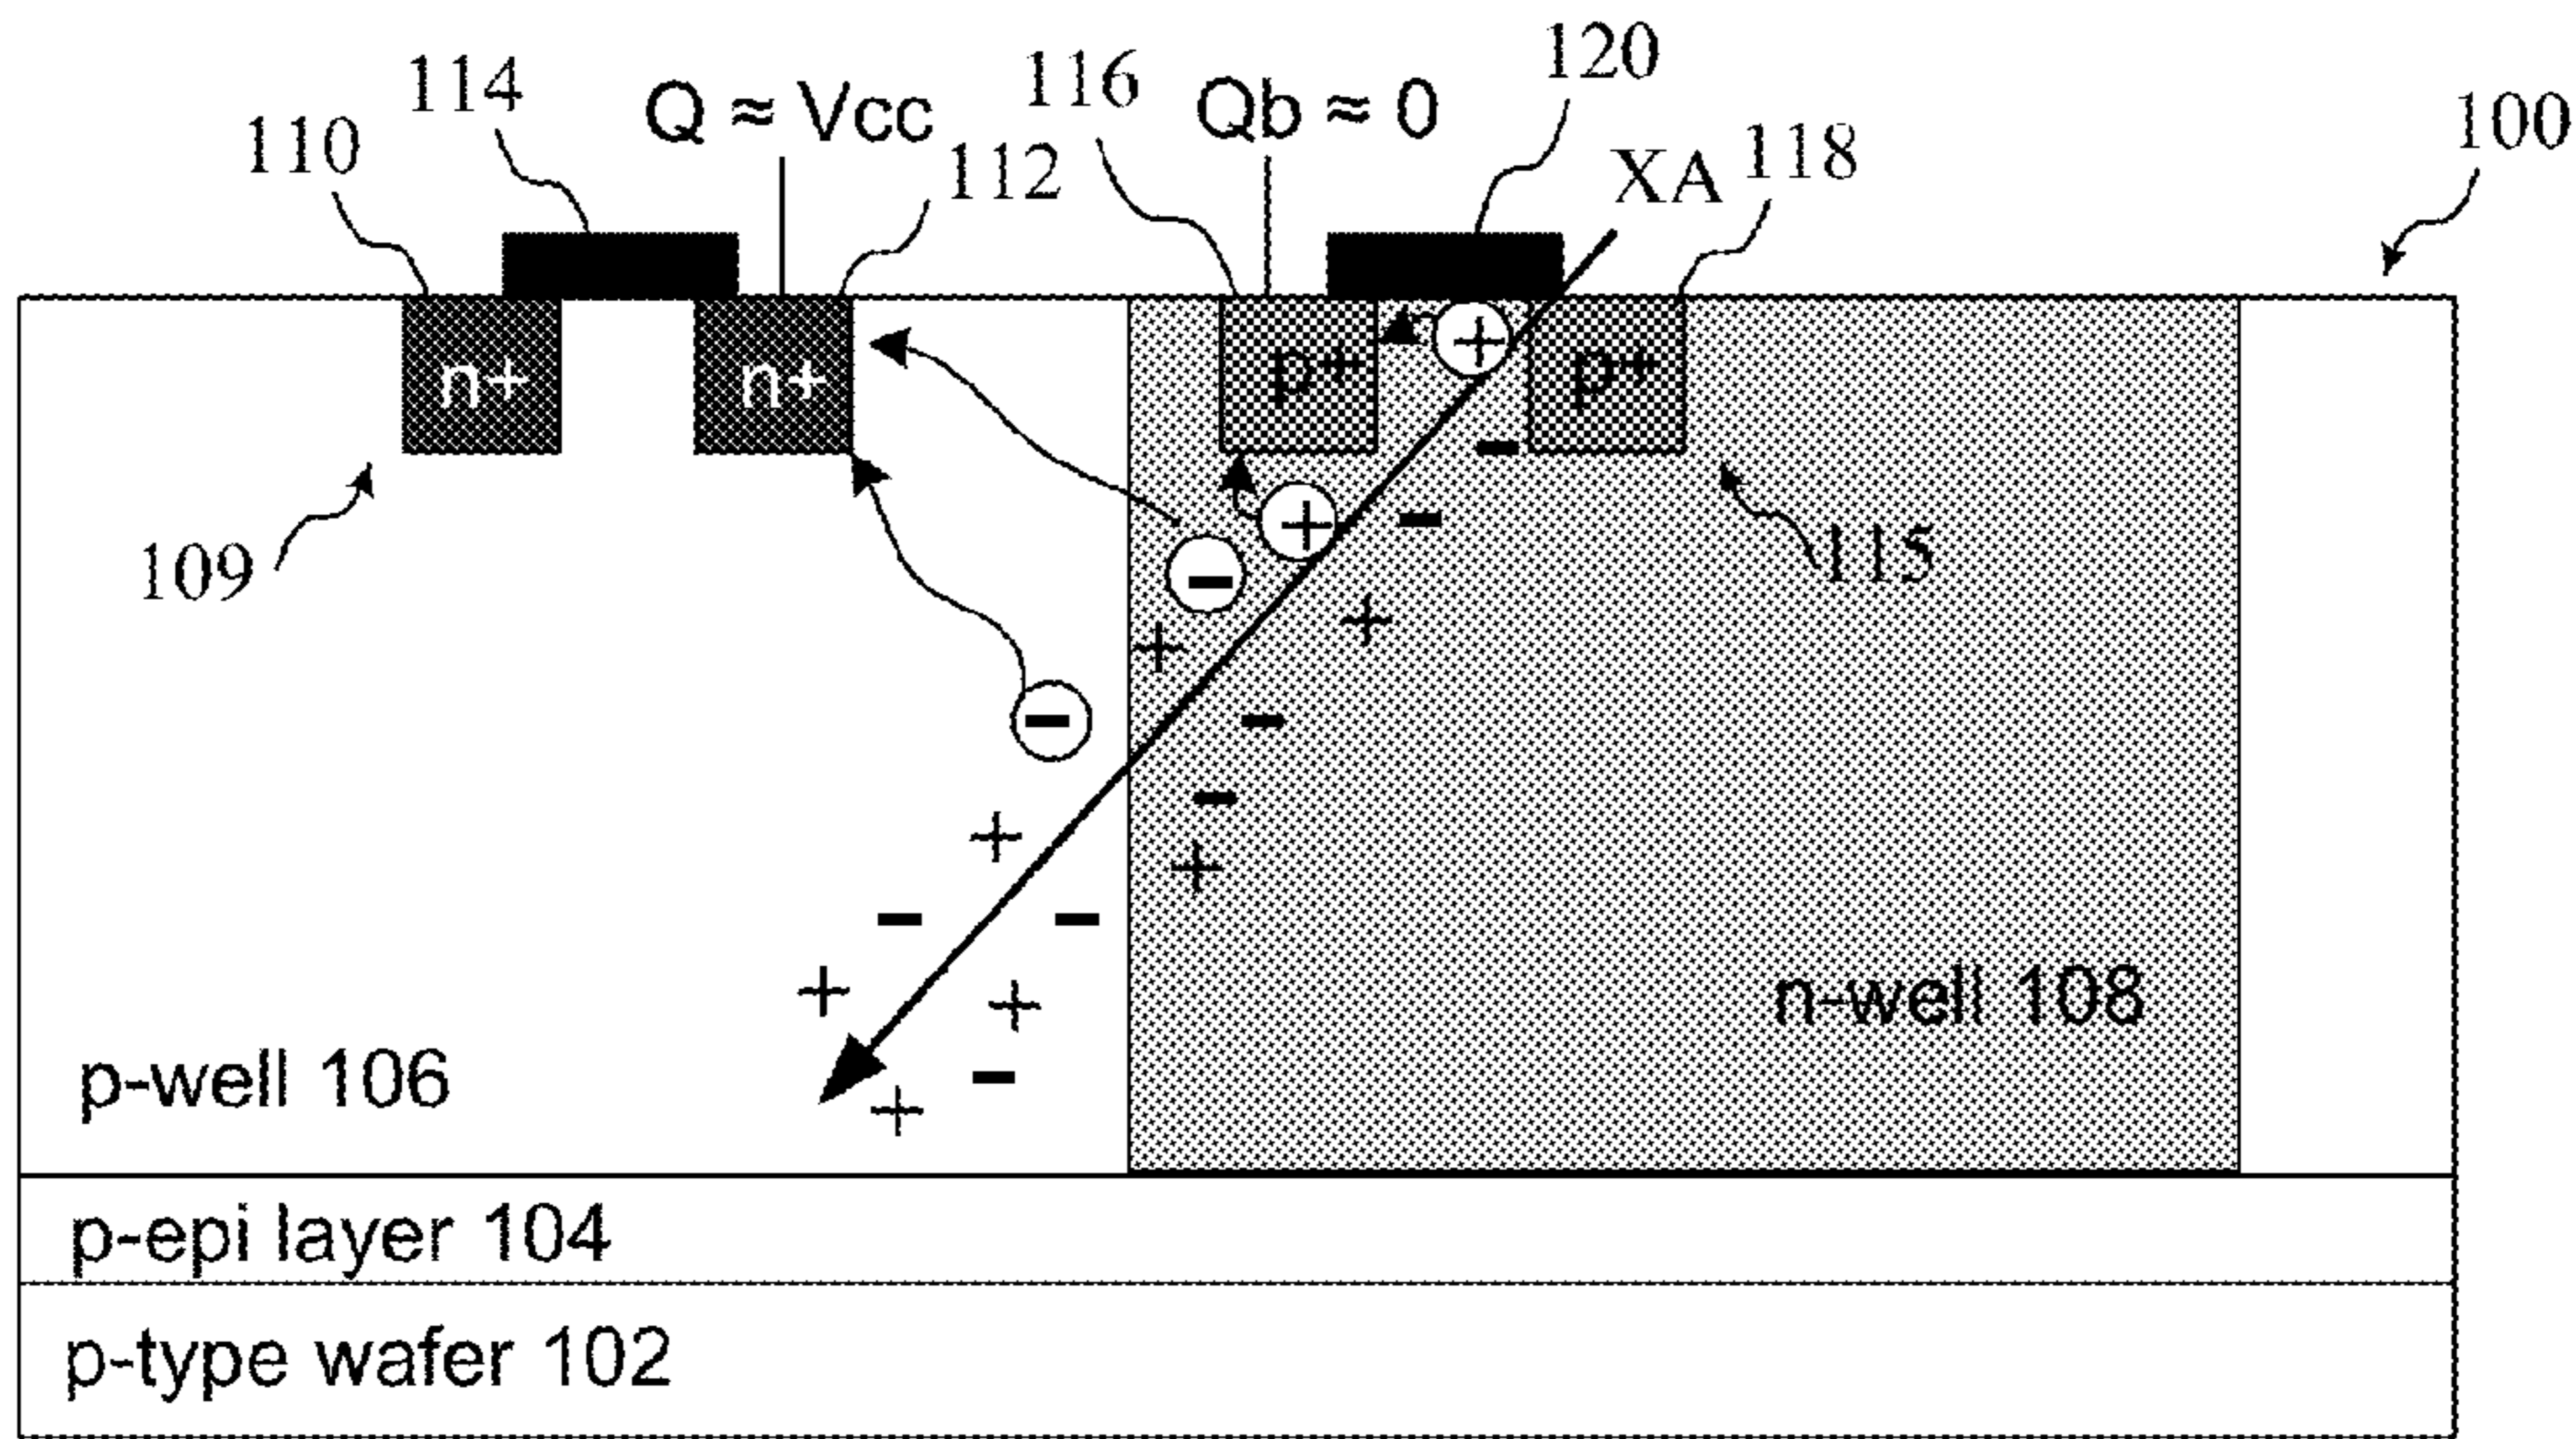 120
114
116
Q ≈ Vcc
Qb ≈ 0
100
110
112
XA
118
n+
n+
p+
p+
+
-
+
-
109
115
-
+
+
-
-
-
+
+
-
-
+
+
n-well 108
p-well 106
-
+
p-epi layer 104
p-type wafer 102